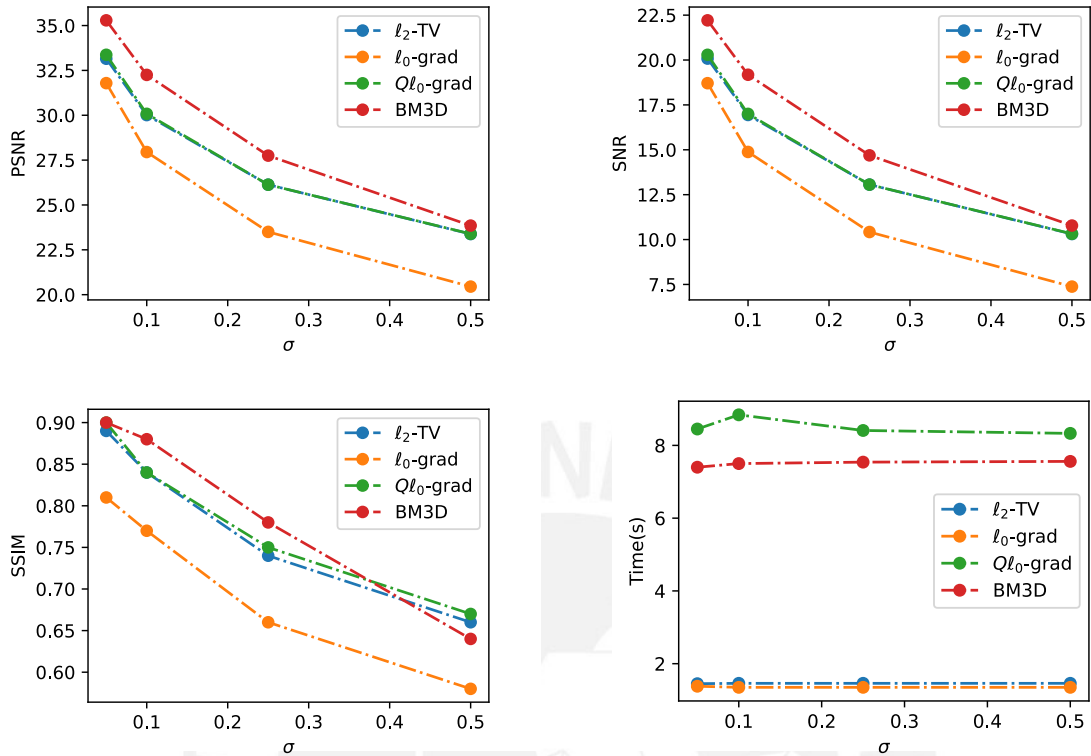 PSNR
35.0
32.5
30.0
27.5
25.0
22.5
20.0
0.1 0.2 0.3 0.4 0.5
σ
ℓ₂-TV
ℓ₀-grad
Qℓ₀-grad
BM3D
SNR
22.5
20.0
17.5
15.0
12.5
10.0
7.5
0.1 0.2 0.3 0.4 0.5
σ
ℓ₂-TV
ℓ₀-grad
Qℓ₀-grad
BM3D
SSIM
0.90
0.85
0.80
0.75
0.70
0.65
0.60
0.1 0.2 0.3 0.4 0.5
σ
ℓ₂-TV
ℓ₀-grad
Qℓ₀-grad
BM3D
Time(s)
8
6
4
2
0.1 0.2 0.3 0.4 0.5
σ
ℓ₂-TV
ℓ₀-grad
Qℓ₀-grad
BM3D